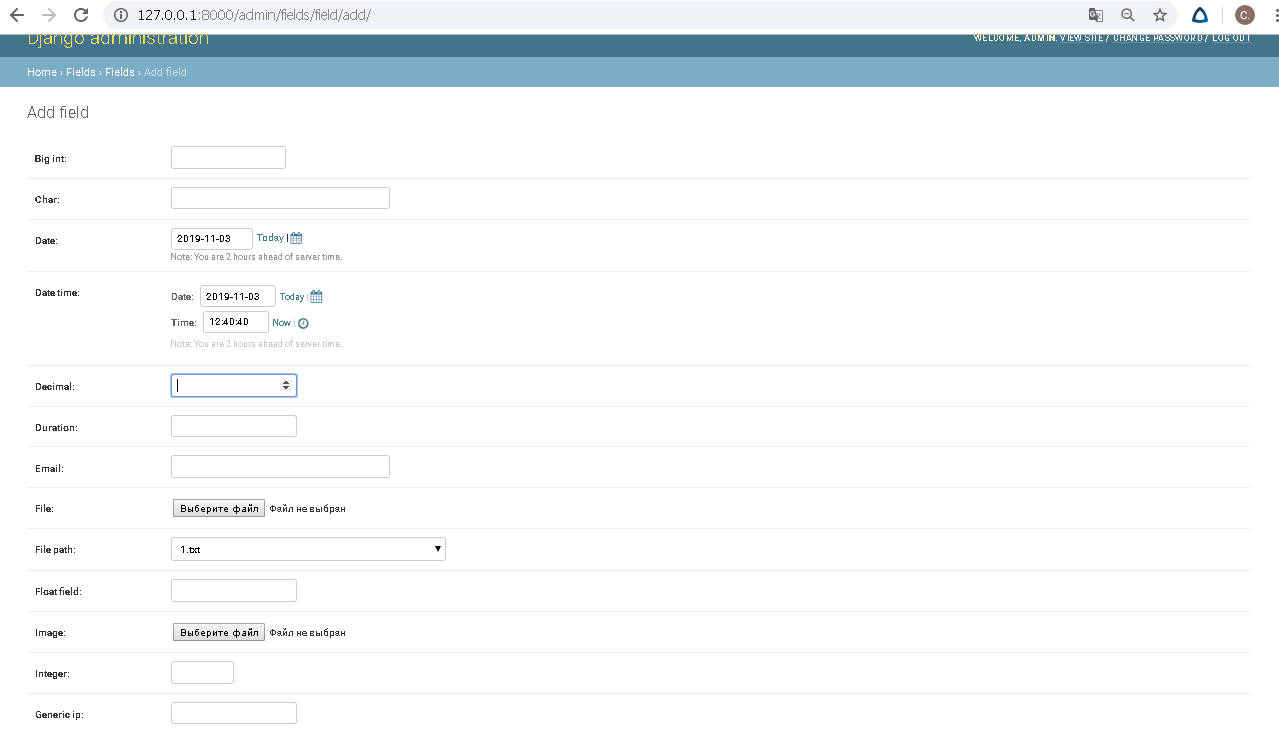 127.0.0.1:8000/admin/fields/field/add/
C.
Django administration
WELCOME, ADMIN. VIEW SITE / CHANGE PASSWORD / LOG OUT
Home › Fields › Fields › Add field
Add field
Big int:
Char:
Date: 2019-11-03 Today |
Note: You are 2 hours ahead of server time.
Date time: Date: 2019-11-03 Today |
Time: 12:40:40 Now |
Note: You are 2 hours ahead of server time.
Decimal:
Duration:
Email:
File: Выберите файл Файл не выбран
File path: 1.txt
Float field:
Image: Выберите файл Файл не выбран
Integer:
Generic ip: